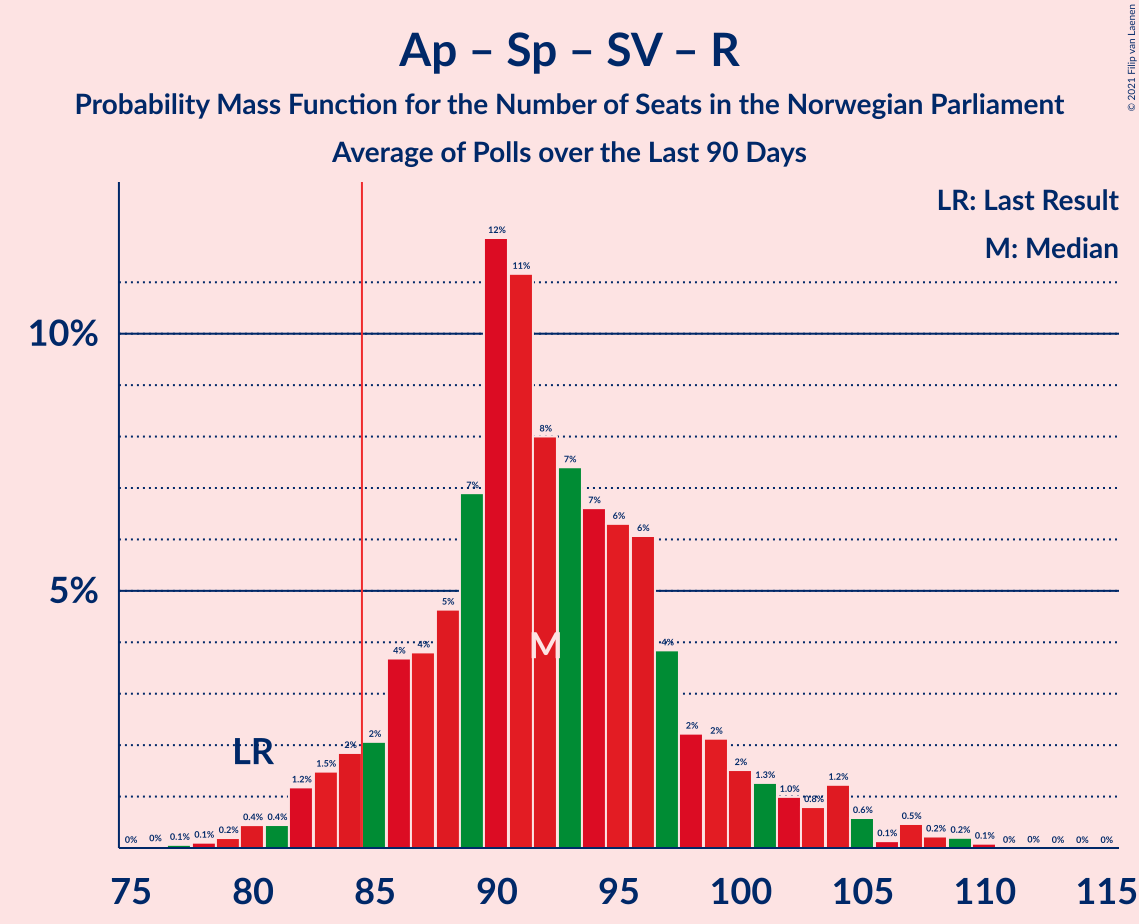 Ap – Sp – SV – R
Probability Mass Function for the Number of Seats in the Norwegian Parliament
Average of Polls over the Last 90 Days
© 2021 Filip van Laenen
LR: Last Result
M: Median
10%
5%
0% 0% 0.1% 0.1% 0.2% 0.4% 0.4% 1.2% 1.5% 2% 2% 4% 4% 5% 7% 12% 11% 8% 7% 7% 6% 6% 4% 2% 2% 2% 1.3% 1.0% 0.8% 1.2% 0.6% 0.1% 0.5% 0.2% 0.2% 0.1% 0% 0% 0% 0% 0%
LR
M
75 80 85 90 95 100 105 110 115